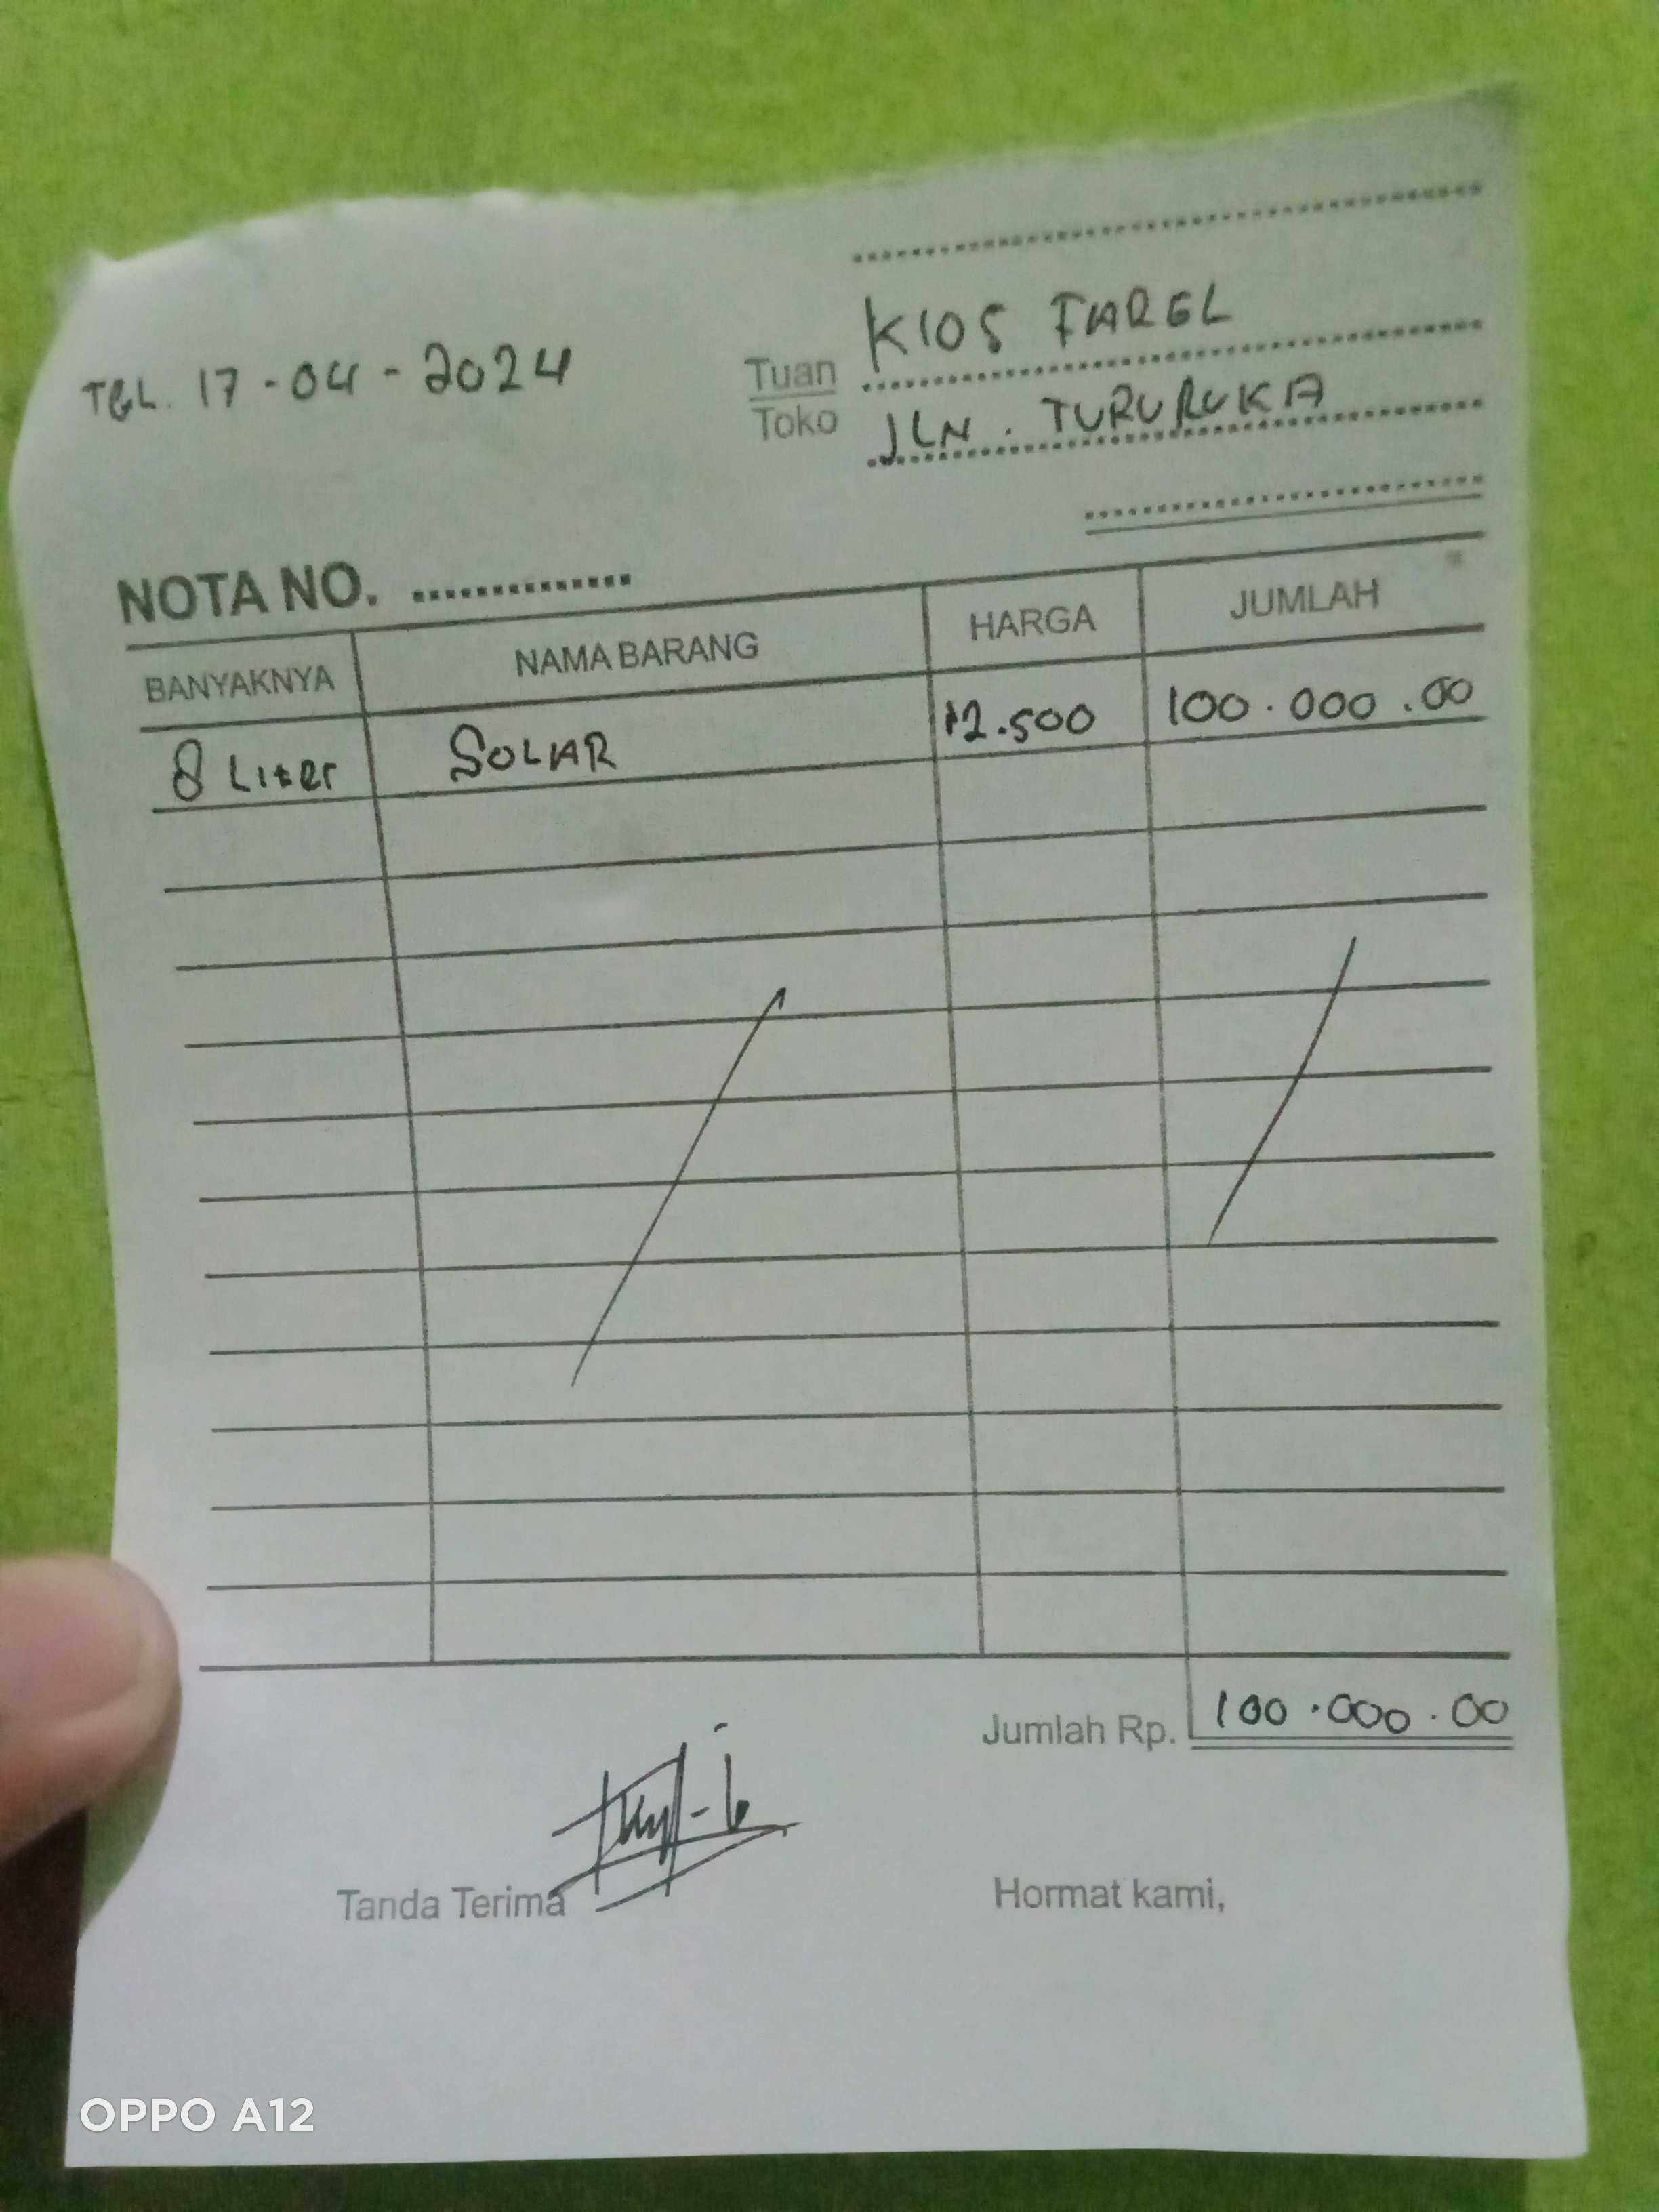 TGL. 17-04-2024
Tuan KIOS FAREL
Toko JLN. TURURUKA
NOTA NO. ..............
BANYAKNYA NAMA BARANG HARGA JUMLAH
8 Liter SOLAR 12.500 100.000.00
Jumlah Rp. 100.000.00
Tanda Terima Hormat kami,
OPPO A12